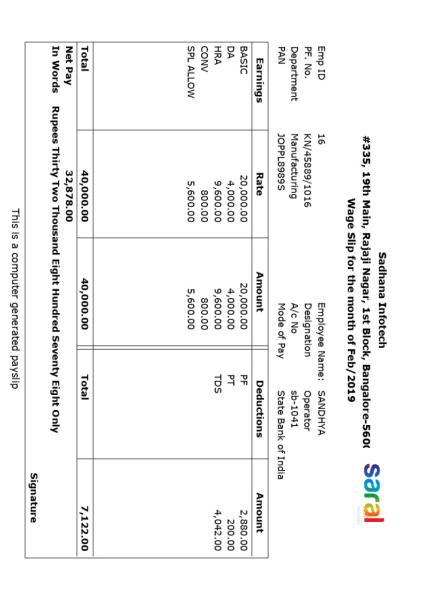 Sadhana Infotech
#335, 19th Main, Rajaji Nagar, 1st Block, Bangalore-560(
Wage Slip for the month of Feb/2019
saral
Emp ID 16 Employee Name: SANDHYA
PF. No. KN/45889/1016 Designation Operator
Department Manufacturing A/c No sb-1041
PAN JOPPL8989S Mode of Pay State Bank of India
Earnings Rate Amount Deductions Amount
BASIC 20,000.00 20,000.00 PF 2,880.00
DA 4,000.00 4,000.00 PT 200.00
HRA 9,600.00 9,600.00 TDS 4,042.00
CONV 800.00 800.00
SPL ALLOW 5,600.00 5,600.00
Total 40,000.00 40,000.00 Total 7,122.00
Net Pay 32,878.00
In Words Rupees Thirty Two Thousand Eight Hundred Seventy Eight Only
Signature
This is a computer generated payslip